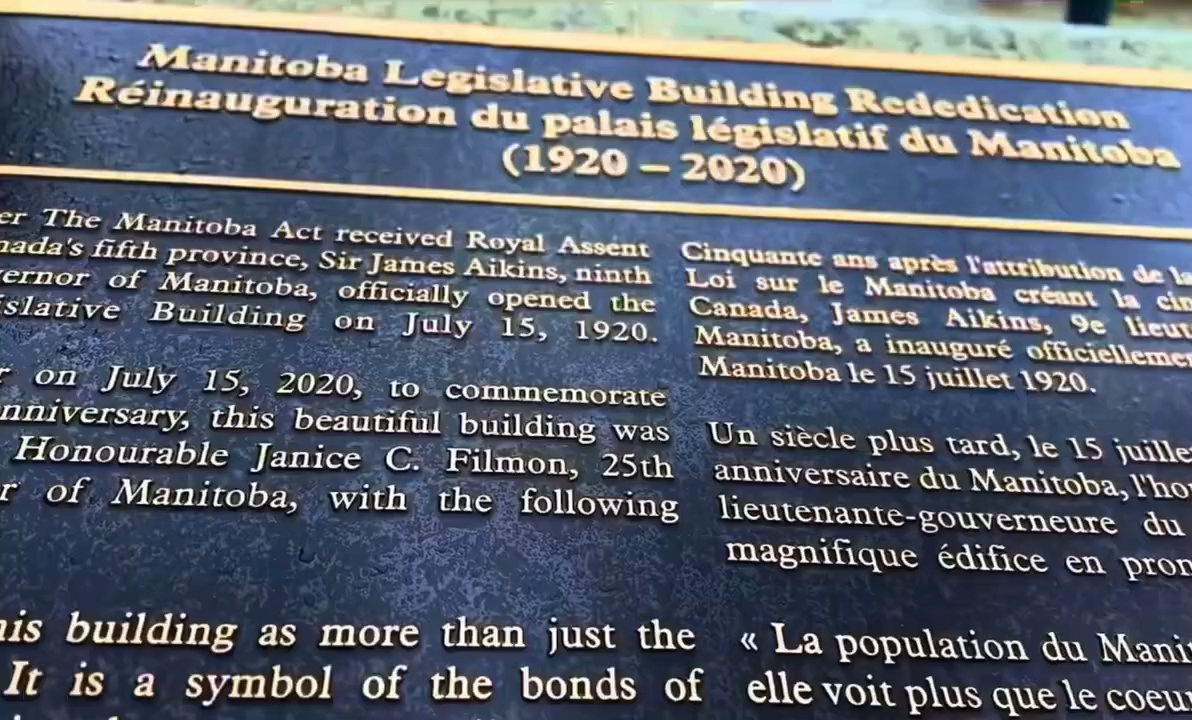 Manitoba Legislative Building Rededication
Réinauguration du palais législatif du Manitoba
(1920 – 2020)
The Manitoba Act received Royal Assent
fifth province, Sir James Aikins, ninth
of Manitoba, officially opened the
Building on July 15, 1920.
on July 15, 2020, to commemorate
this beautiful building was
Honourable Janice C. Filmon, 25th
of Manitoba, with the following
building as more than just the
It is a symbol of the bonds of
Cinquante ans après l'attribution de
Loi sur le Manitoba créant la
Canada, James Aikins, 9e
Manitoba, a inauguré
Manitoba le 15 juillet 1920.
Un siècle plus tard, le 15
anniversaire du Manitoba,
lieutenante-gouverneure du
magnifique édifice en
« La population du
elle voit plus que le